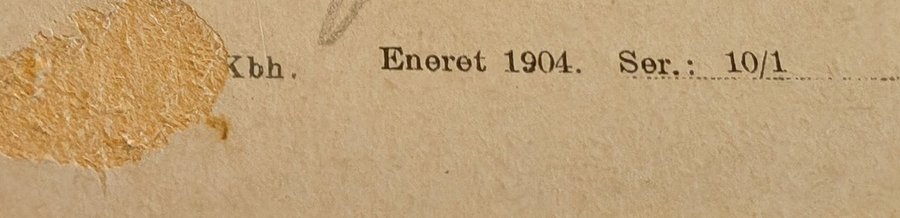 Kbh. Eneret 1904. Ser.: 10/1